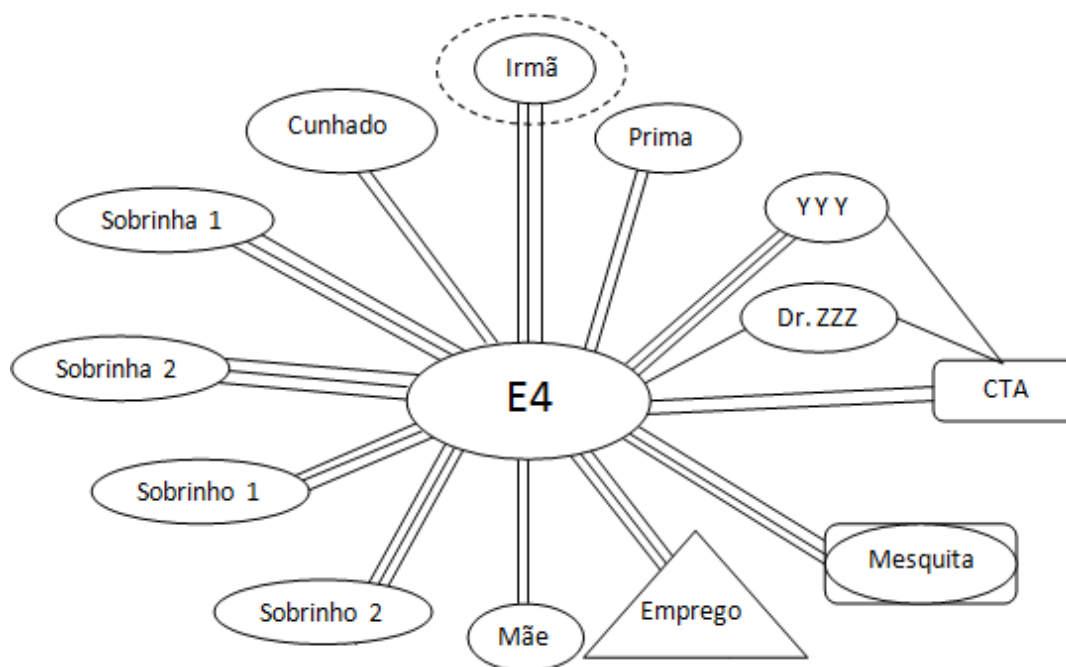 Irmã
Cunhado
Prima
Sobrinha 1
Y Y Y
Dr. ZZZ
Sobrinha 2
E4
CTA
Sobrinho 1
Mesquita
Sobrinho 2
Mãe
Emprego